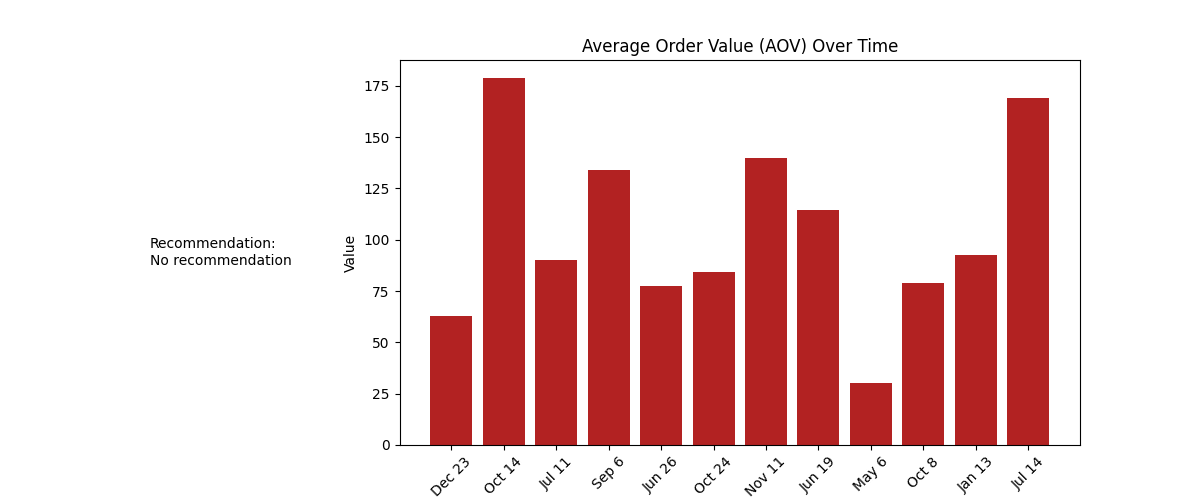 Average Order Value (AOV) Over Time
Recommendation:
No recommendation
Value
175
150
125
100
75
50
25
0
Dec 23
Oct 14
Jul 11
Sep 6
Jun 26
Oct 24
Nov 11
Jun 19
May 6
Oct 8
Jan 13
Jul 14